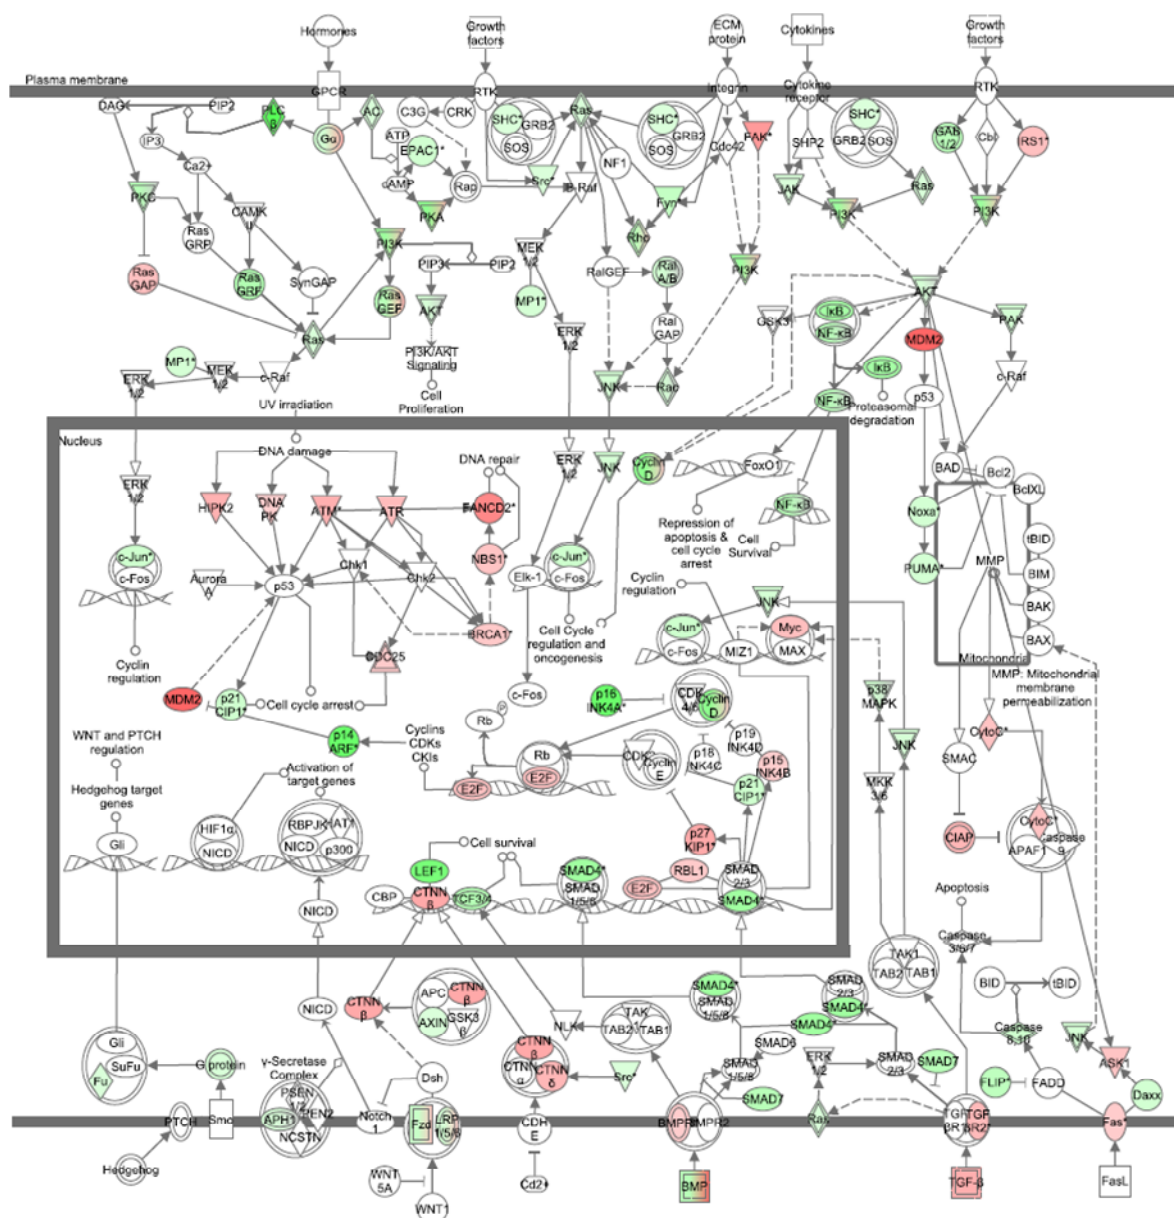 Hormones
Growth
factors
ECM
protein
Cytokines
Growth
factors
Plasma membrane
DAG
PIP2
PLC
β
GPCR
AC
C3G
CRK
RTK
Ras
Integrin
Cytokine
receptor
RTK
IP3
Gα
ATP
EPAC1*
cAMP
Rap
SHC*
GRB2
SOS
NF1
SHC*
GRB2
SOS
Cdc42
FAK*
SHP2
SHC*
GRB2
SOS
GAB
1/2
Cbl
RS1*
Ca2+
PKC
CAMK
Ras
GRP
PKA
Src*
B-Raf
Fyn*
JAK
PI3K
Ras
PI3K
Ras
GAP
Ras
GRF
SynGAP
PI3K
PIP3
PIP2
MEK
1/2
Rho
RalGEF
Ral
A/B
PI3K
AKT
Ras
GEF
AKT
MP1*
Ral
GAP
GSK3
IκB
NF-κB
MDM2
PAK
Ras
PI3K/AKT
Signaling
ERK
1/2
MP1*
MEK
1/2
c-Raf
Cell
Proliferation
JNK
Rac
IκB
NF-κB
Proteasomal
degradation
p53
c-Raf
ERK
1/2
UV irradiation
Nucleus
DNA damage
DNA repair
ERK
1/2
JNK
Cyclin
D
FoxO1
BAD
Bcl2
BclXL
ERK
1/2
HIPK2
DNA
PK
ATM*
ATR
FANCD2*
NF-κB
Noxa*
NBS1*
Repression of
apoptosis &
cell cycle
arrest
Cell
Survival
tBID
c-Jun*
c-Fos
Aurora
A
p53
Chk1
Chk2
Elk-1
c-Jun*
c-Fos
PUMA*
MMP
BIM
Cyclin
regulation
JNK
BAK
BRCA1*
Cell Cycle
regulation and
oncogenesis
c-Jun*
c-Fos
MIZ1
Myc
MAX
BAX
Cyclin
regulation
CDC25
Mitochondria
MMP: Mitochondrial
membrane
permeabilization
MDM2
p21
CIP1*
Cell cycle arrest
c-Fos
p16
INK4A*
CDK
4/6
Cyclin
D
p38
MAPK
CytoC*
WNT and PTCH
regulation
p14
ARF*
Cyclins
CDKs
CKIs
Rb
p
Rb
E2F
E2F
CDK2
Cyclin
E
p18
INK4C
p19
INK4D
p15
INK4B
p21
CIP1*
JNK
SMAC
MKK
3/6
Hedgehog target
genes
Activation of
target genes
Gli
HIF1α
NICD
RBPJK
HAT1
NICD
p300
p27
KIP1*
CIAP
CytoC*
APAF1
Caspase
9
LEF1
Cell survival
CBP
CTNN
β
TCF3/4
SMAD4*
SMAD
1/5/8
E2F
RBL1
SMAD
2/3
SMAD4*
Apoptosis
Caspase
3/6/7
NICD
TAK1
TAB2
TAB1
NICD
CTNN
β
APC
CTNN
β
AXIN
GSK3
β
NLK
TAK
TAB2
TAB1
SMAD4*
SMAD
1/5/8
SMAD
2/3
SMAD4*
SMAD4*
BID
tBID
Caspase
8,10
JNK
Gli
SuFu
Fu
G protein
γ-Secretase
Complex
PSEN
1/2
APH1
PEN2
NCSTN
Dsh
CTNN
β
CTNN
α
CTNN
δ
Src*
SMAD
1/5/8
SMAD6
SMAD7
ERK
1/2
SMAD
2/3
SMAD7
FLIP*
FADD
ASK1
Daxx
PTCH
Smo
Notch
1
Fzd
LRP
1/5/6
CDH
E
BMPR1
BMPR2
Ras
TGF
βR1
TGF
βR2*
Fas*
Hedgehog
WNT
5A
WNT1
Cd2+
BMP
TGF-β
FasL